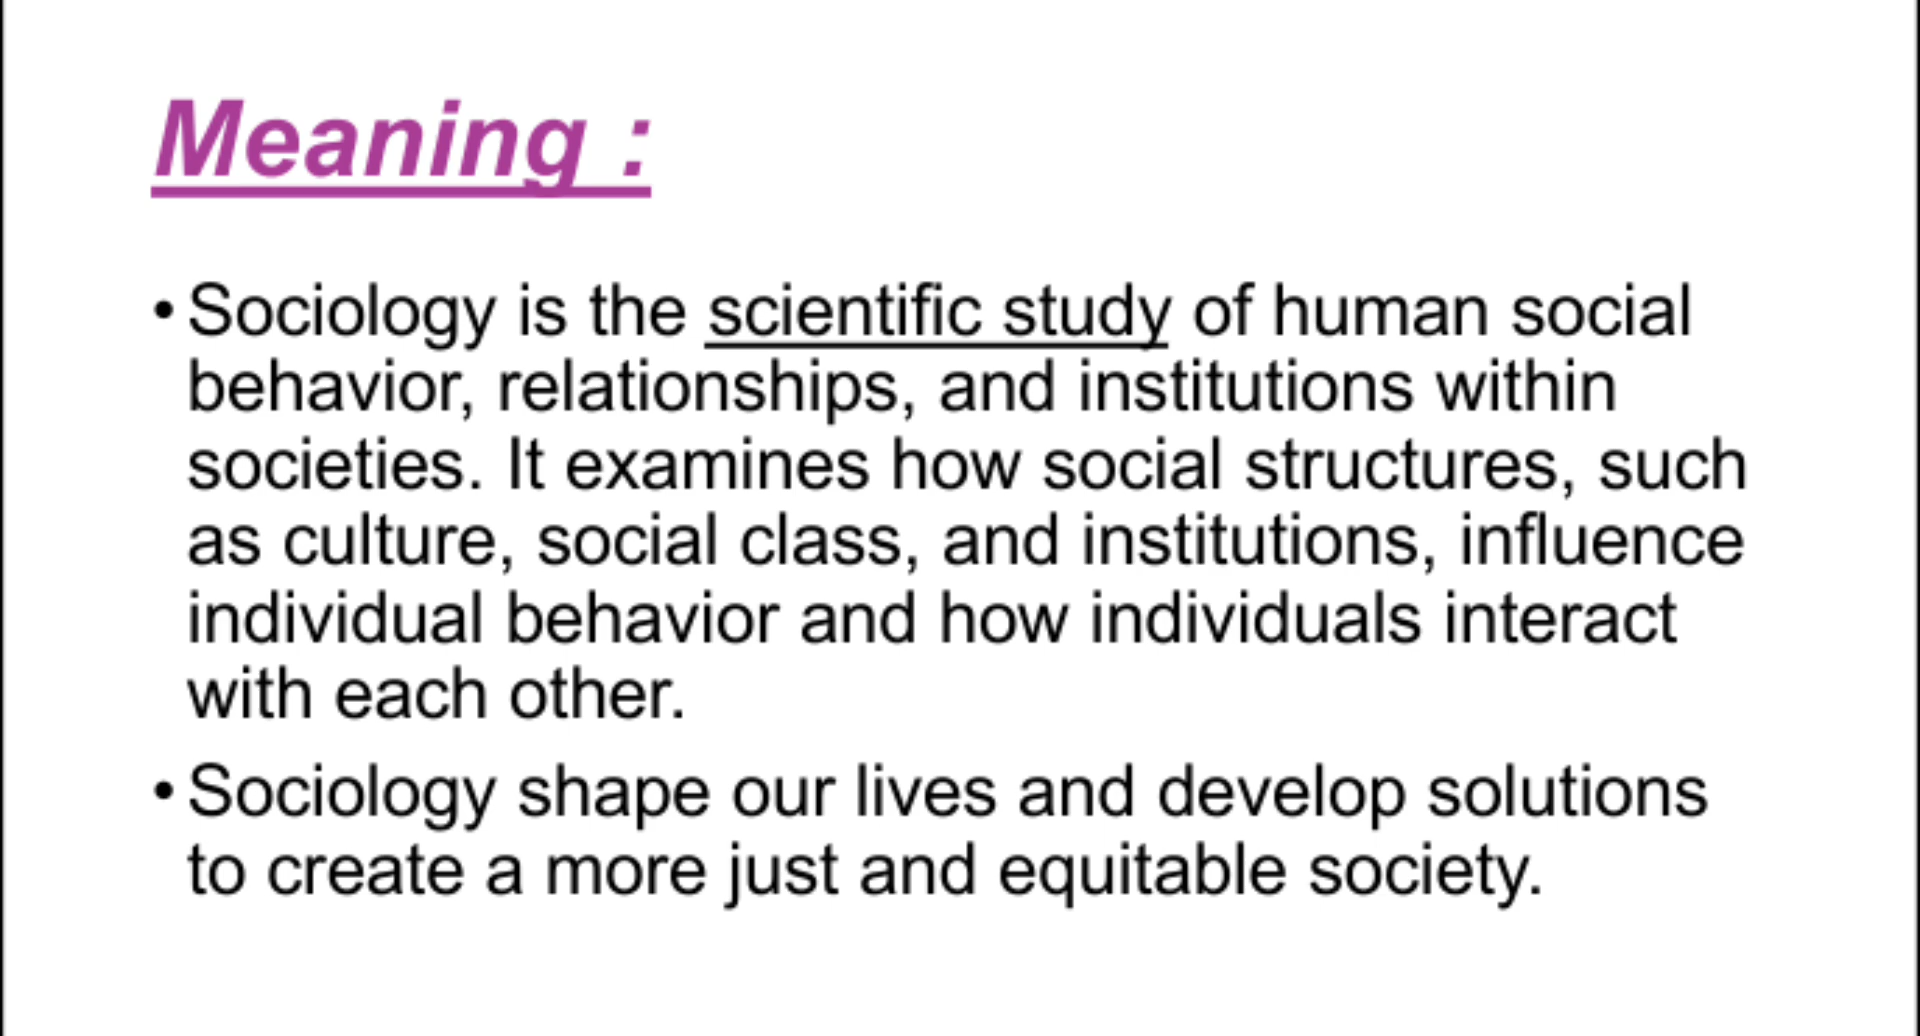 Meaning :
• Sociology is the scientific study of human social
behavior, relationships, and institutions within
societies. It examines how social structures, such
as culture, social class, and institutions, influence
individual behavior and how individuals interact
with each other.
• Sociology shape our lives and develop solutions
to create a more just and equitable society.